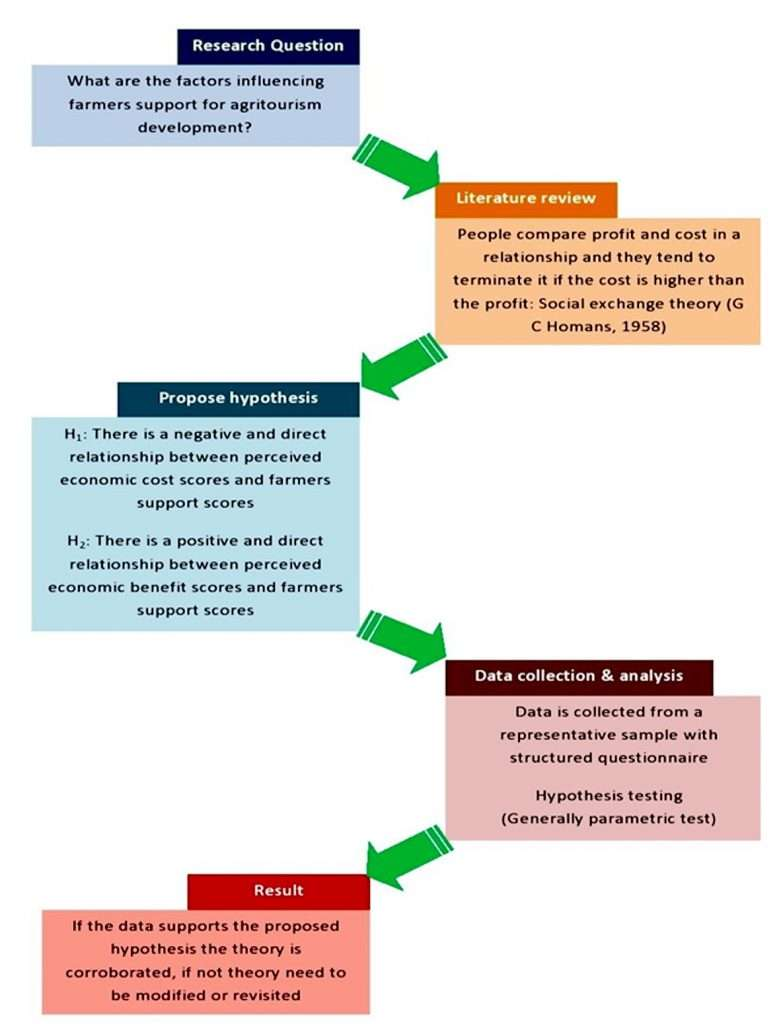 Research Question
What are the factors influencing
farmers support for agritourism
development?
Literature review
People compare profit and cost in a
relationship and they tend to
terminate it if the cost is higher than
the profit: Social exchange theory (G
C Homans, 1958)
Propose hypothesis
H₁: There is a negative and direct
relationship between perceived
economic cost scores and farmers
support scores
H₂: There is a positive and direct
relationship between perceived
economic benefit scores and farmers
support scores
Data collection & analysis
Data is collected from a
representative sample with
structured questionnaire
Hypothesis testing
(Generally parametric test)
Result
If the data supports the proposed
hypothesis the theory is
corroborated, if not theory need to
be modified or revisited